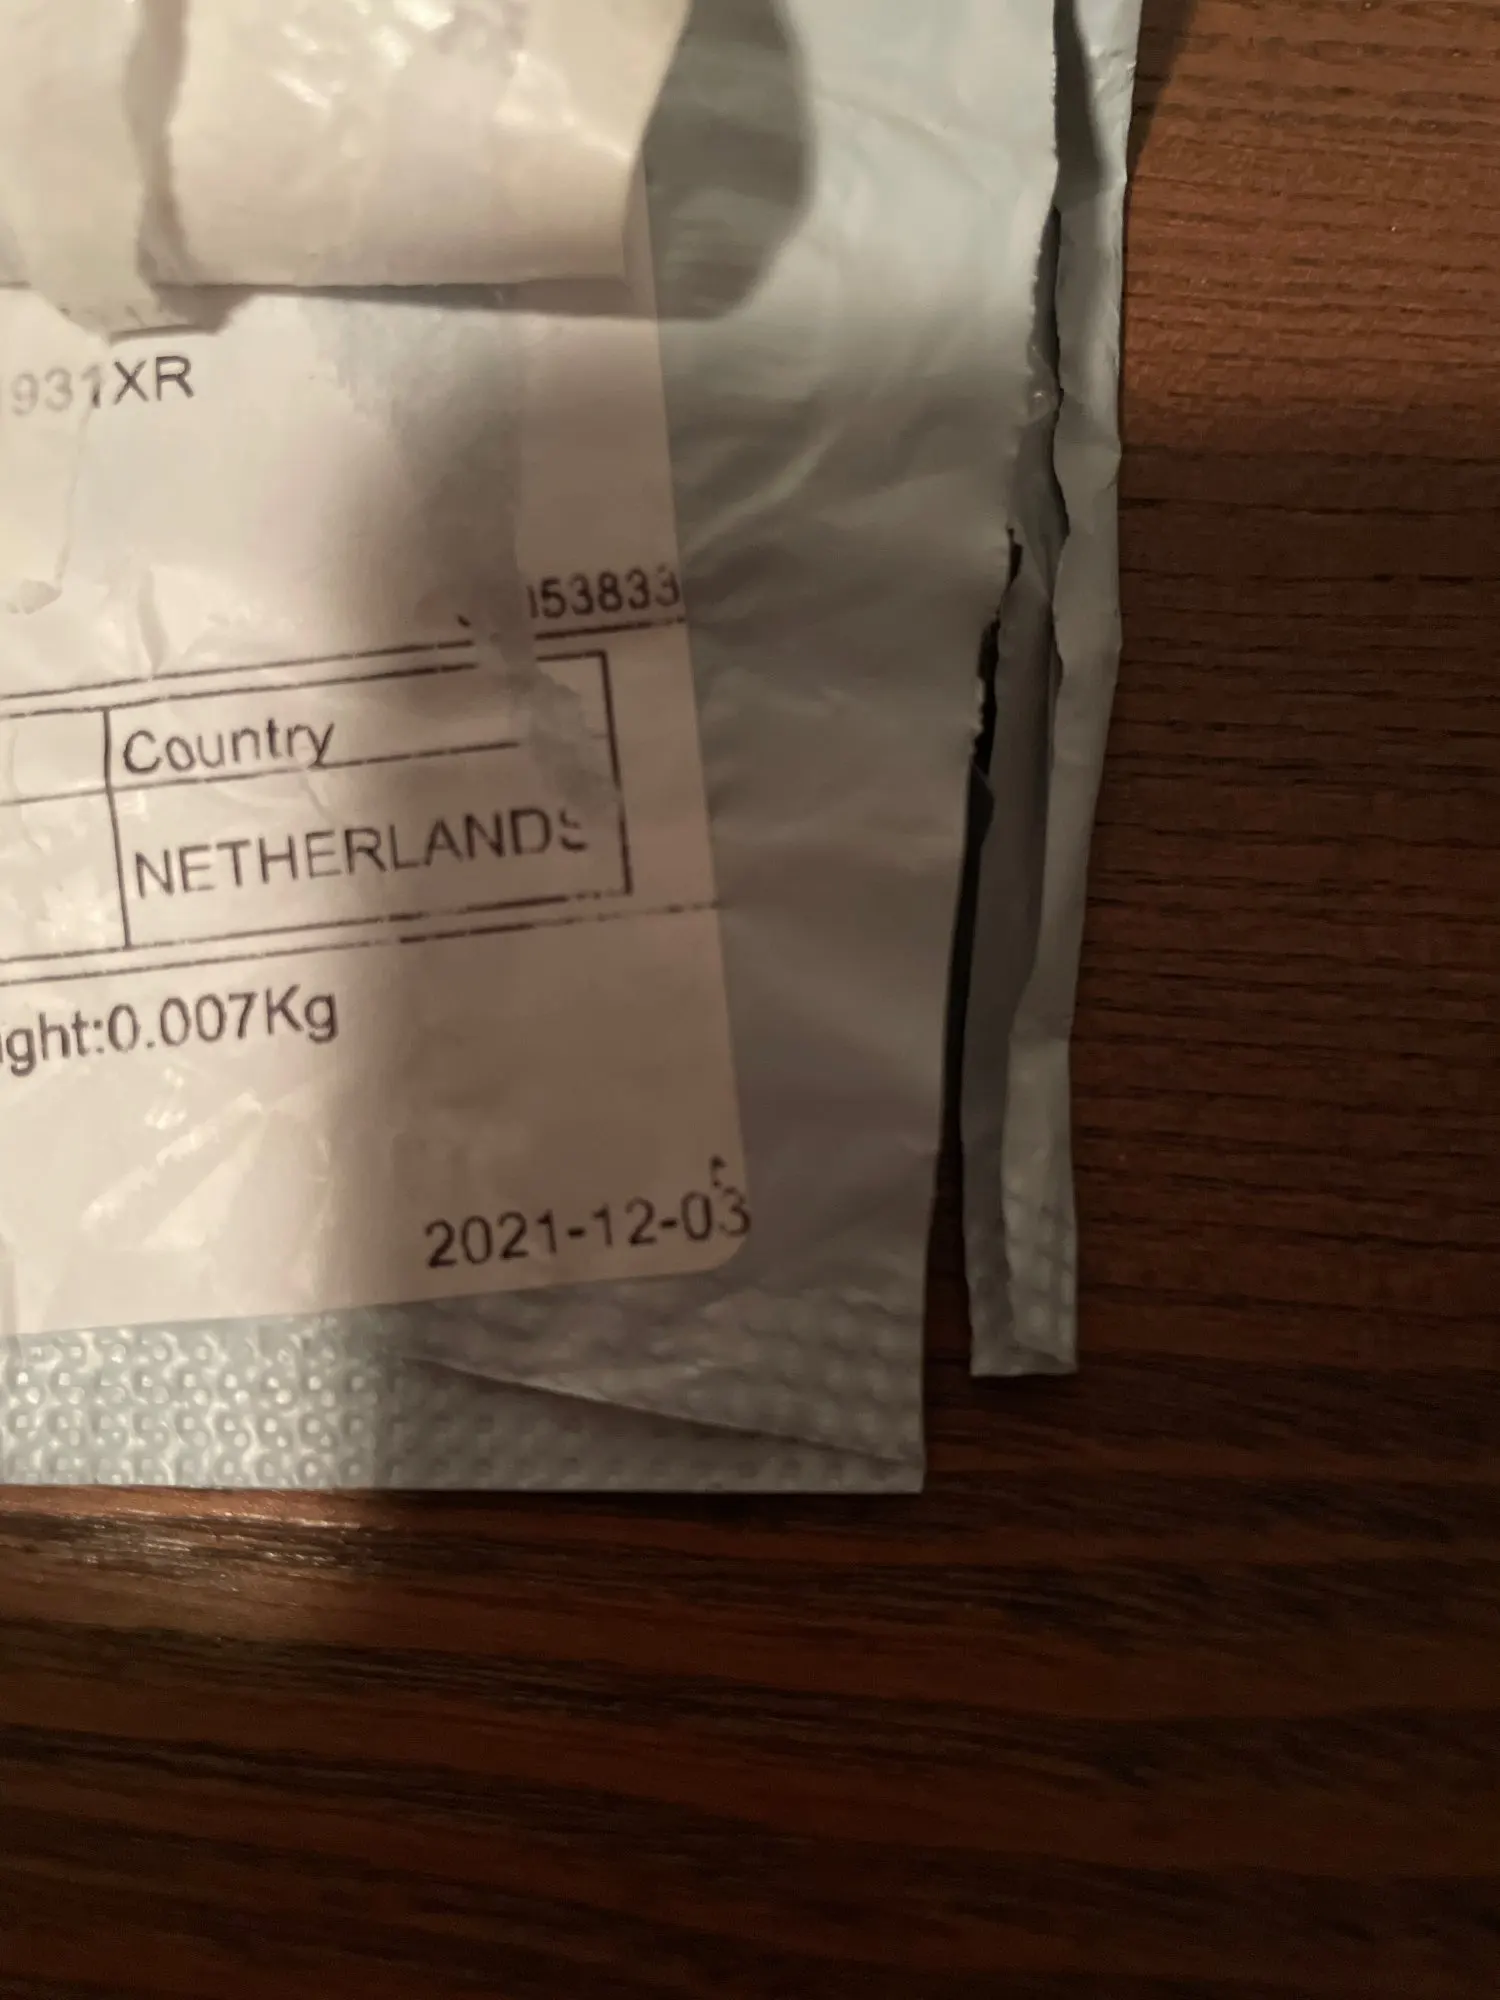 931XR
53833
Country
NETHERLANDS
ight:0.007Kg
2021-12-03